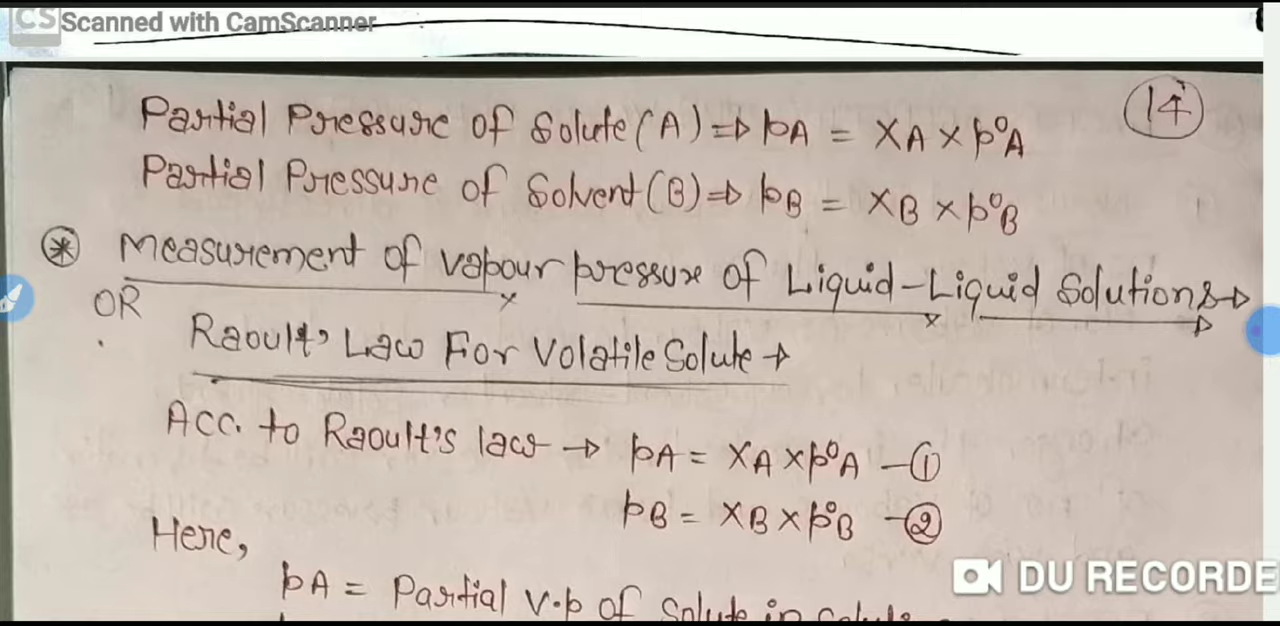 CS Scanned with CamScanner
14
Partial Pressure of Solute (A) ⇒ pA = XA × p°A
Partial Pressure of Solvent (B) ⇒ pB = XB × p°B
⊛ Measurement of vapour pressure of Liquid-Liquid Solutions→
OR
Raoult's Law For Volatile Solute →
Acc. to Raoult's law → pA = XA × p°A —①
pB = XB × p°B —②
Here,
DU RECORDE
pA = Partial v.p of Solute in